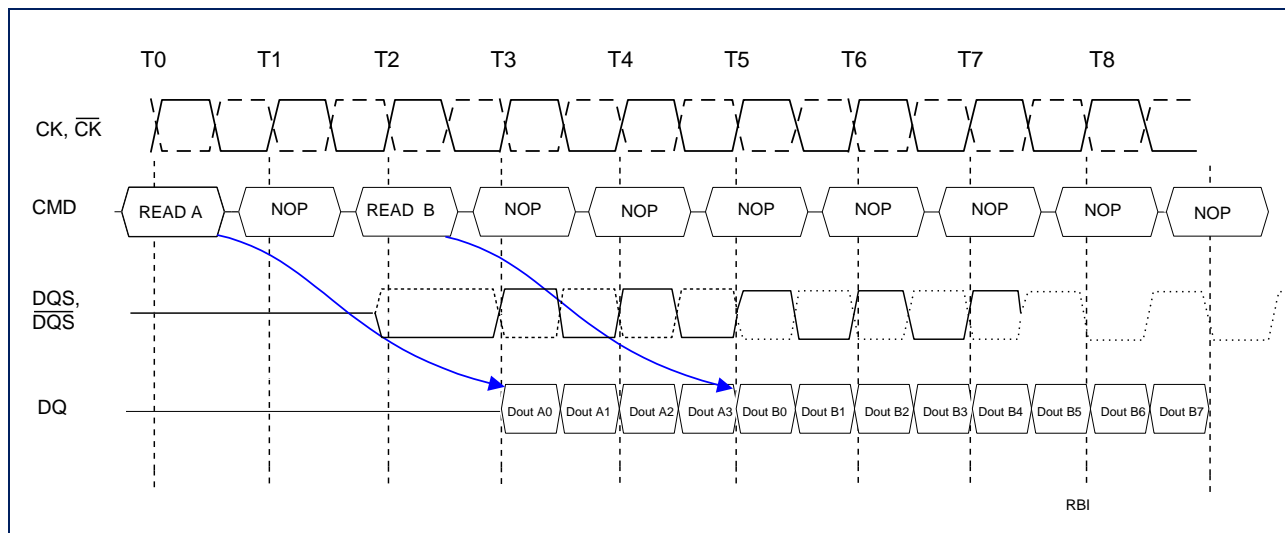 T0 T1 T2 T3 T4 T5 T6 T7 T8
CK, CK
CMD READ A NOP READ B NOP NOP NOP NOP NOP NOP NOP
DQS,
DQS
DQ Dout A0 Dout A1 Dout A2 Dout A3 Dout B0 Dout B1 Dout B2 Dout B3 Dout B4 Dout B5 Dout B6 Dout B7
RBI